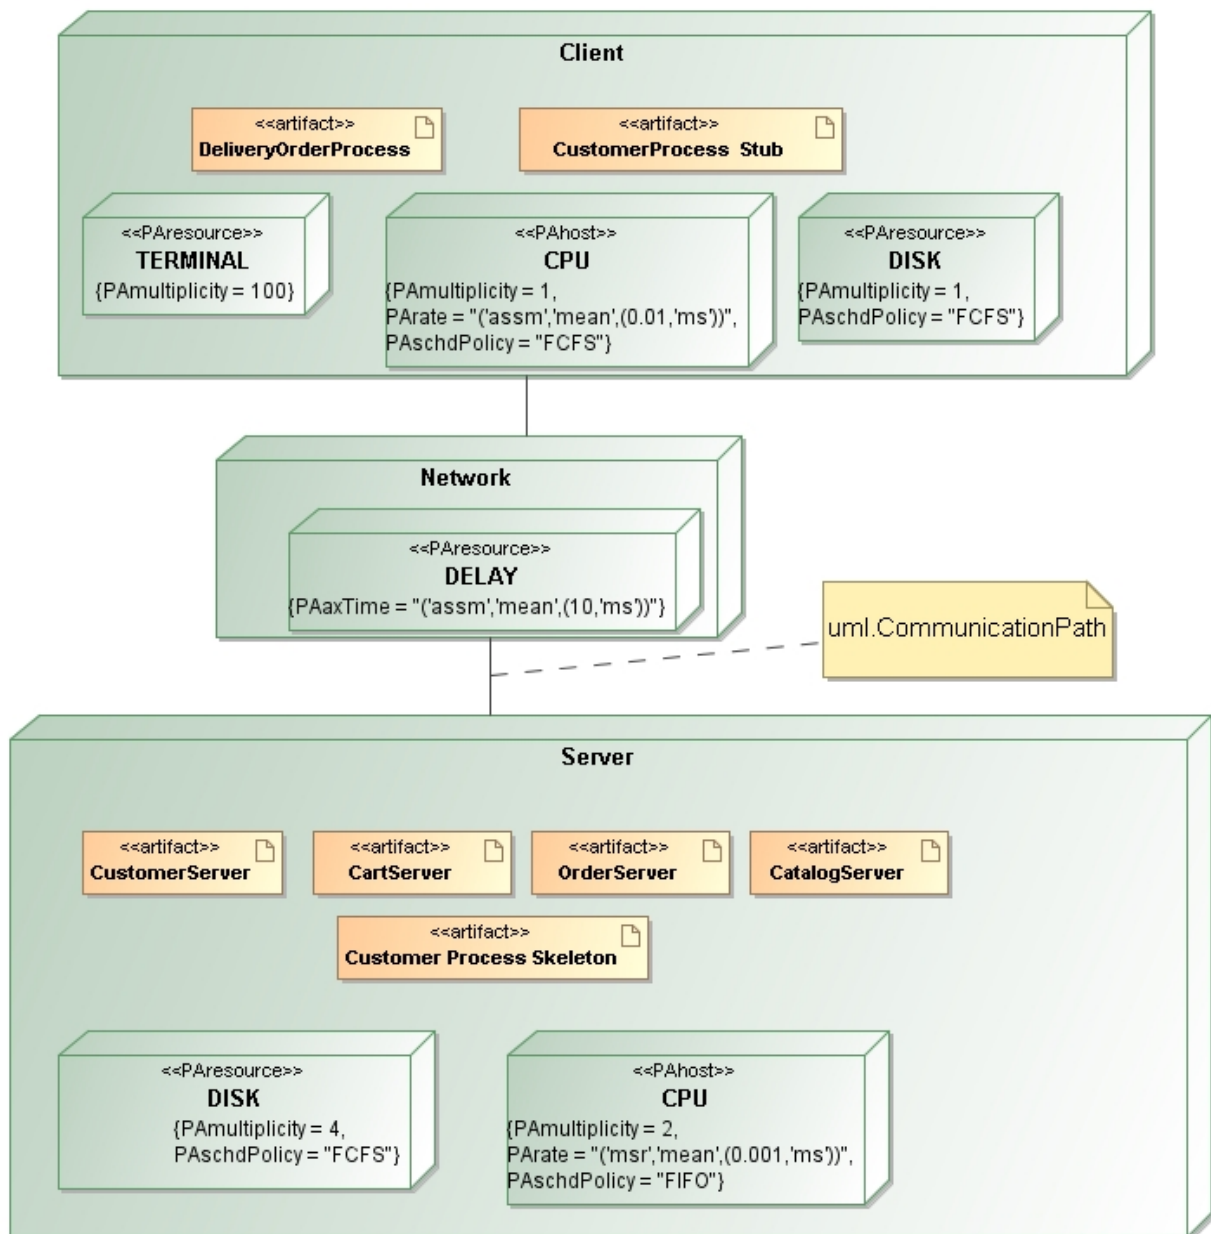 Client
<<artifact>>
DeliveryOrderProcess
<<artifact>>
CustomerProcess Stub
<<PAresource>>
TERMINAL
{PAmultiplicity = 100}
<<PAhost>>
CPU
{PAmultiplicity = 1,
PArate = "('assm','mean',(0.01,'ms'))",
PAschdPolicy = "FCFS"}
<<PAresource>>
DISK
{PAmultiplicity = 1,
PAschdPolicy = "FCFS"}
Network
<<PAresource>>
DELAY
{PAaxTime = "('assm','mean',(10,'ms'))"}
uml.CommunicationPath
Server
<<artifact>>
CustomerServer
<<artifact>>
CartServer
<<artifact>>
OrderServer
<<artifact>>
CatalogServer
<<artifact>>
Customer Process Skeleton
<<PAresource>>
DISK
{PAmultiplicity = 4,
PAschdPolicy = "FCFS"}
<<PAhost>>
CPU
{PAmultiplicity = 2,
PArate = "('msr','mean',(0.001,'ms'))",
PAschdPolicy = "FIFO"}